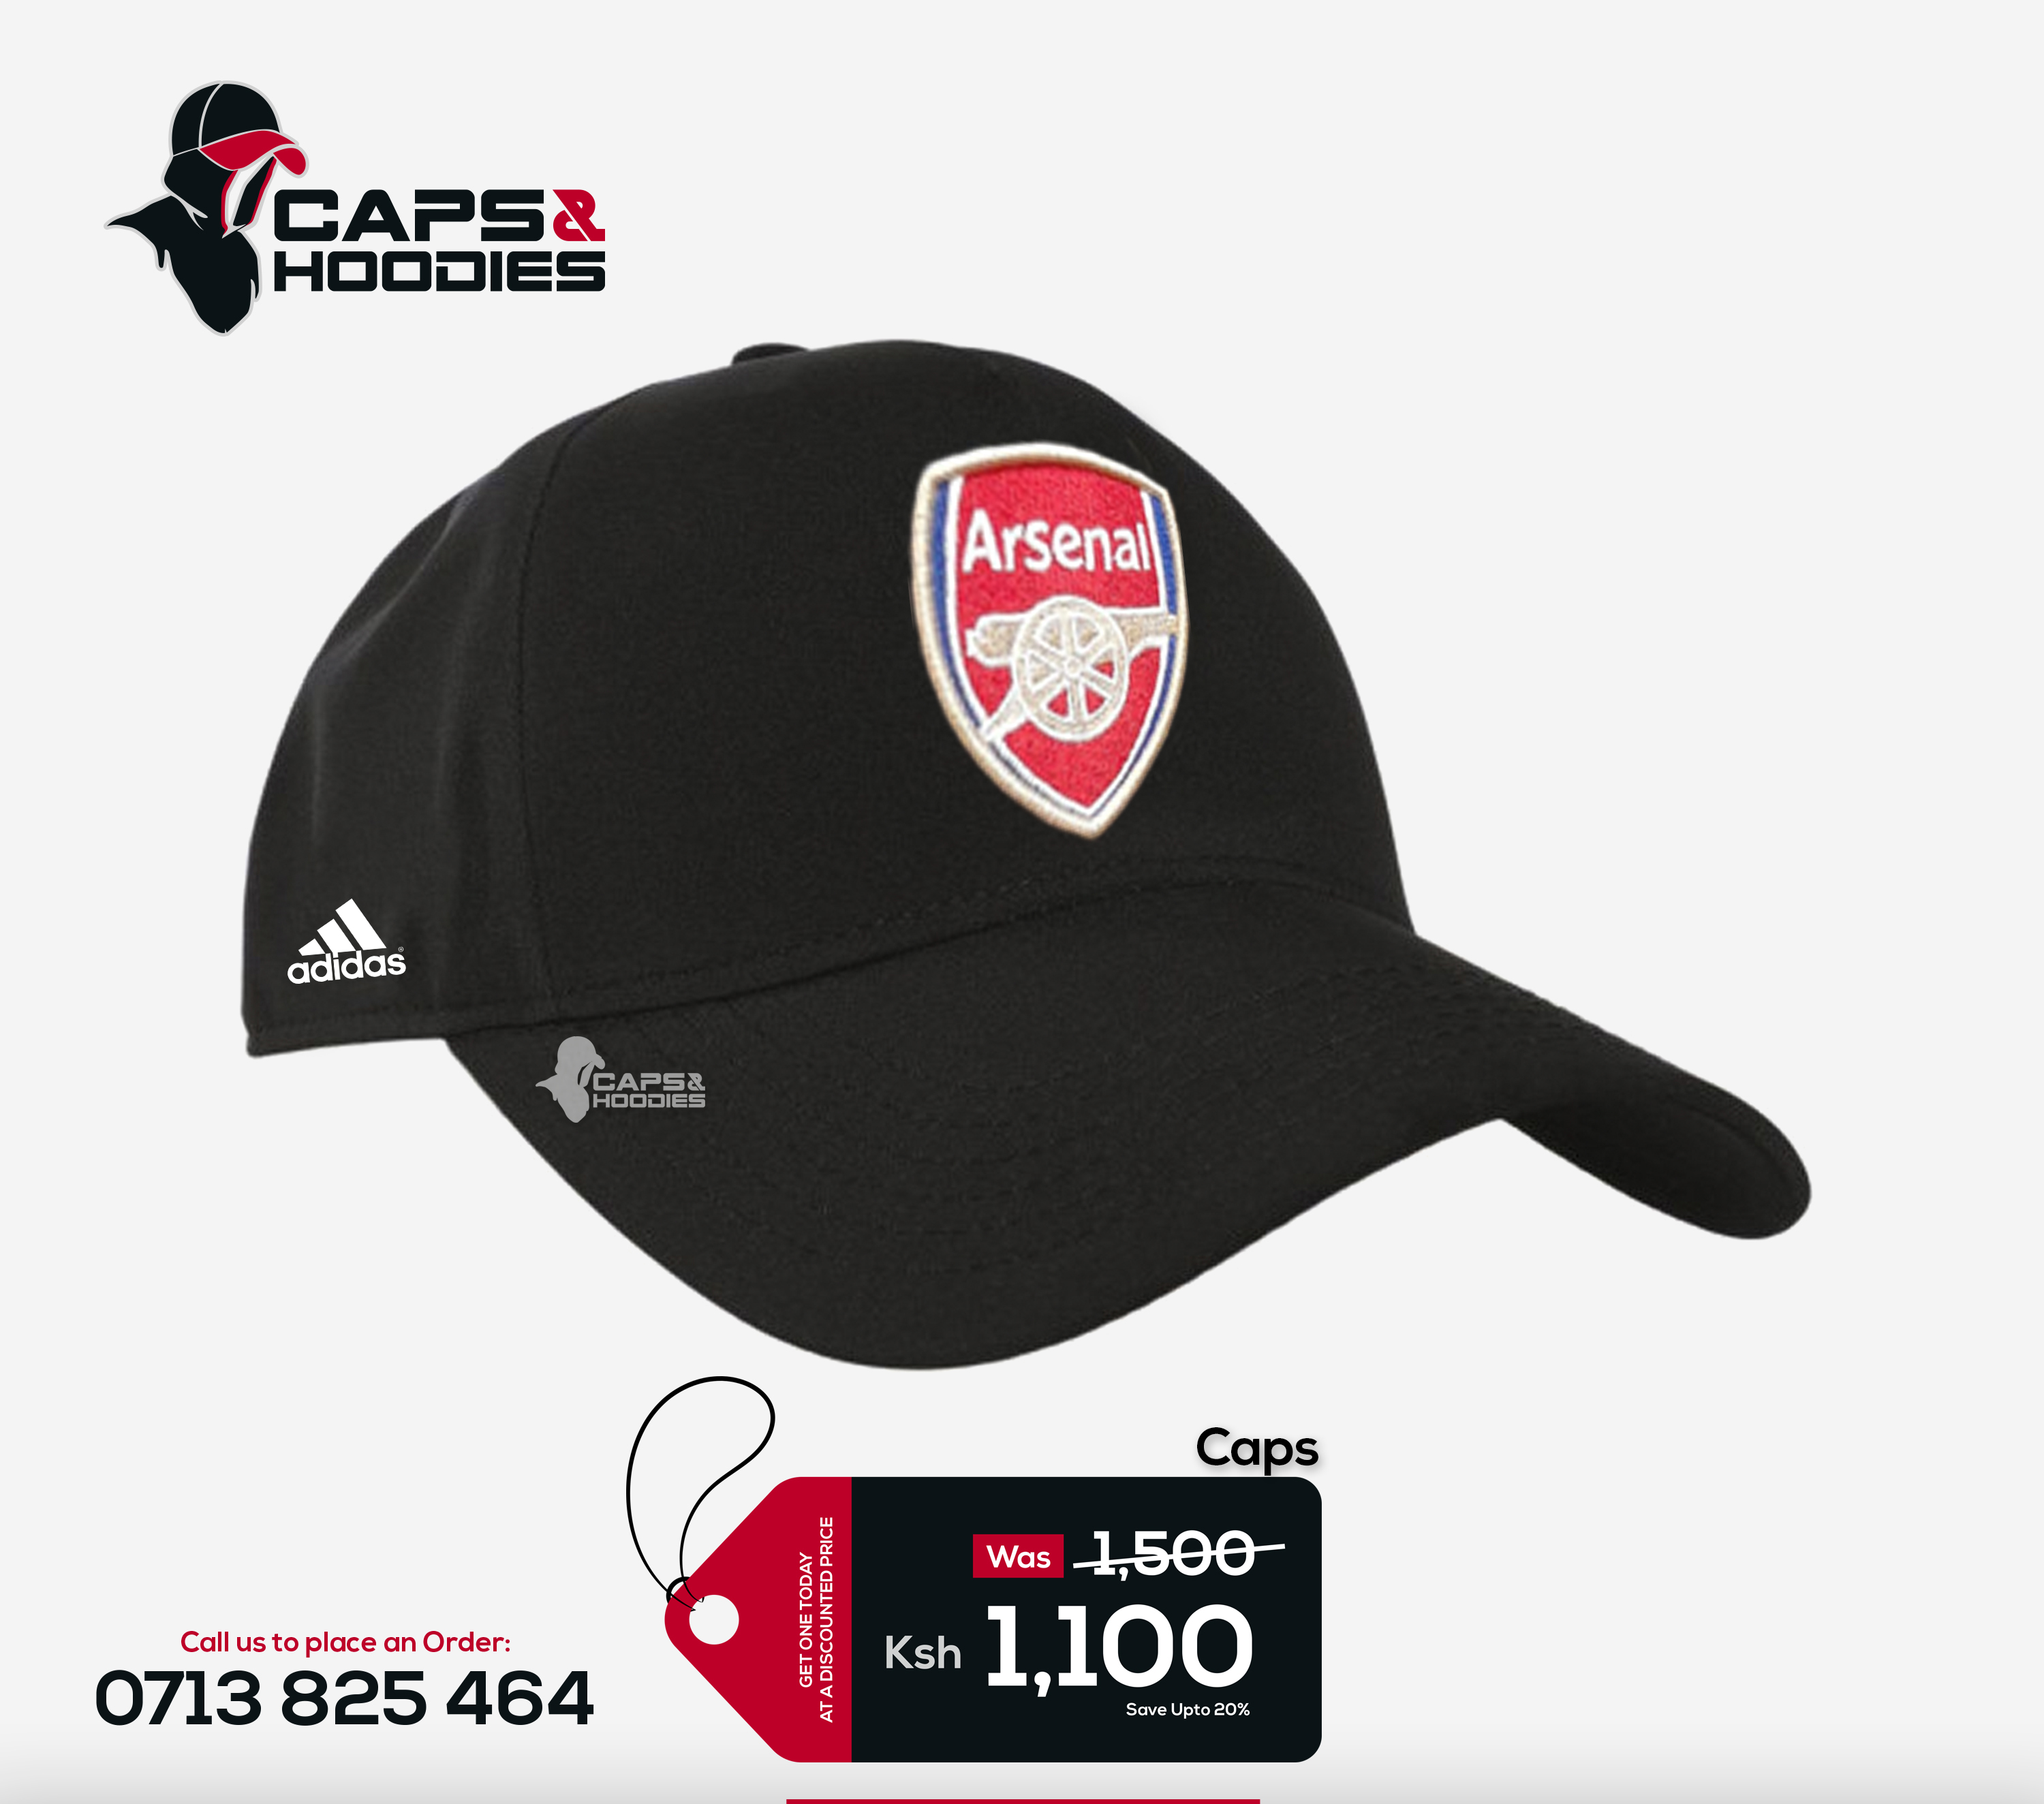 CAPS&
HOODIES
Arsenal
adidas®
CAPS&
HOODIES
Caps
GET ONE TODAY
AT A DISCOUNTED PRICE
Was 1,500
Ksh 1,100
Save Upto 20%
Call us to place an Order:
0713 825 464